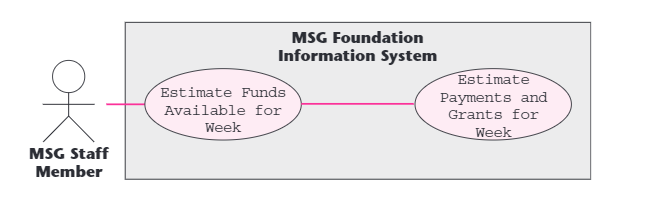 MSG Foundation
Information System
Estimate Funds
Available for
Week
Estimate
Payments and
Grants for
Week
MSG Staff
Member